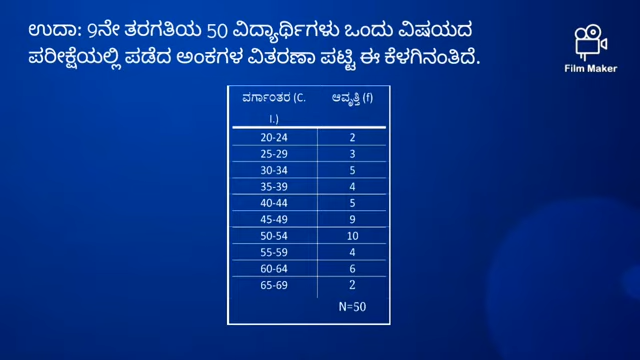 ಉದಾ: 9ನೇ ತರಗತಿಯ 50 ವಿದ್ಯಾರ್ಥಿಗಳು ಒಂದು ವಿಷಯದ
ಪರೀಕ್ಷೆಯಲ್ಲಿ ಪಡೆದ ಅಂಕಗಳ ವಿತರಣಾ ಪಟ್ಟಿ ಈ ಕೆಳಗಿನಂತಿದೆ.
Film Maker
ವರ್ಗಾಂತರ (C. ಆವೃತ್ತಿ (f)
I.)
20-24 2
25-29 3
30-34 5
35-39 4
40-44 5
45-49 9
50-54 10
55-59 4
60-64 6
65-69 2
N=50